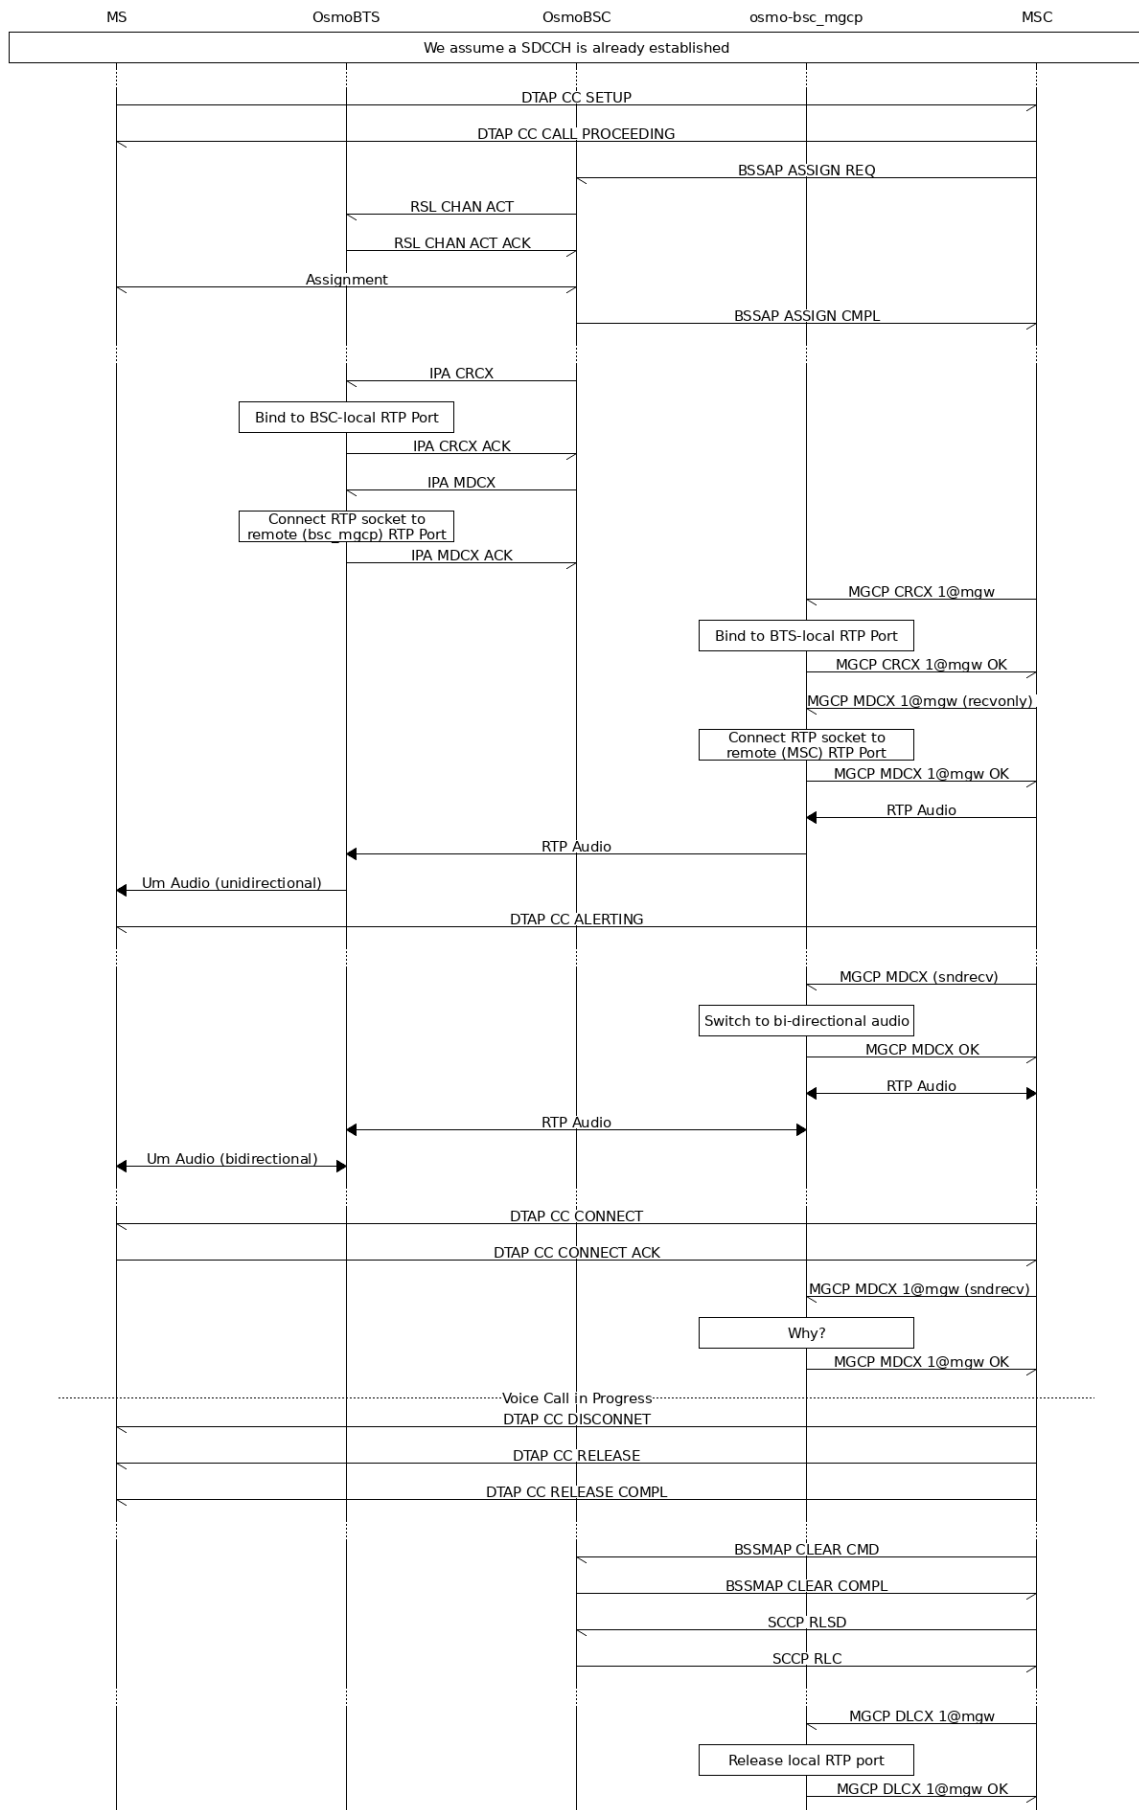 MS OsmoBTS OsmoBSC osmo-bsc_mgcp MSC
We assume a SDCCH is already established
DTAP CC SETUP
DTAP CC CALL PROCEEDING
BSSAP ASSIGN REQ
RSL CHAN ACT
RSL CHAN ACT ACK
Assignment
BSSAP ASSIGN CMPL
IPA CRCX
Bind to BSC-local RTP Port
IPA CRCX ACK
IPA MDCX
Connect RTP socket to
remote (bsc_mgcp) RTP Port
IPA MDCX ACK
MGCP CRCX 1@mgw
Bind to BTS-local RTP Port
MGCP CRCX 1@mgw OK
MGCP MDCX 1@mgw (recvonly)
Connect RTP socket to
remote (MSC) RTP Port
MGCP MDCX 1@mgw OK
RTP Audio
RTP Audio
Um Audio (unidirectional)
DTAP CC ALERTING
MGCP MDCX (sndrecv)
Switch to bi-directional audio
MGCP MDCX OK
RTP Audio
RTP Audio
Um Audio (bidirectional)
DTAP CC CONNECT
DTAP CC CONNECT ACK
MGCP MDCX 1@mgw (sndrecv)
Why?
MGCP MDCX 1@mgw OK
Voice Call in Progress
DTAP CC DISCONNET
DTAP CC RELEASE
DTAP CC RELEASE COMPL
BSSMAP CLEAR CMD
BSSMAP CLEAR COMPL
SCCP RLSD
SCCP RLC
MGCP DLCX 1@mgw
Release local RTP port
MGCP DLCX 1@mgw OK